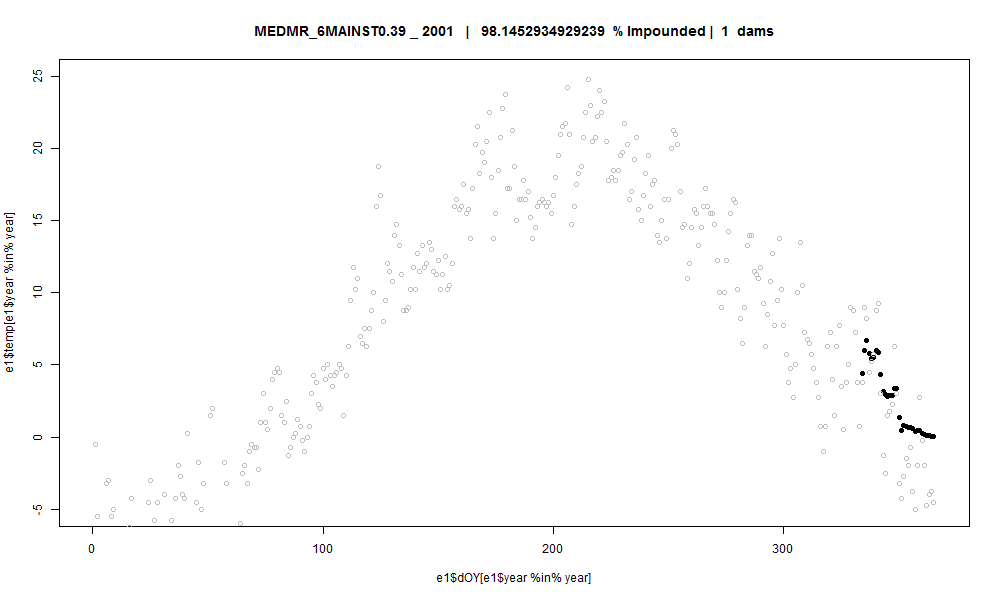 MEDMR_6MAINST0.39 _ 2001 | 98.1452934929239 % Impounded | 1 dams
e1$temp[e1$year %in% year]
25
20
15
10
5
0
-5
0 100 200 300
e1$dOY[e1$year %in% year]